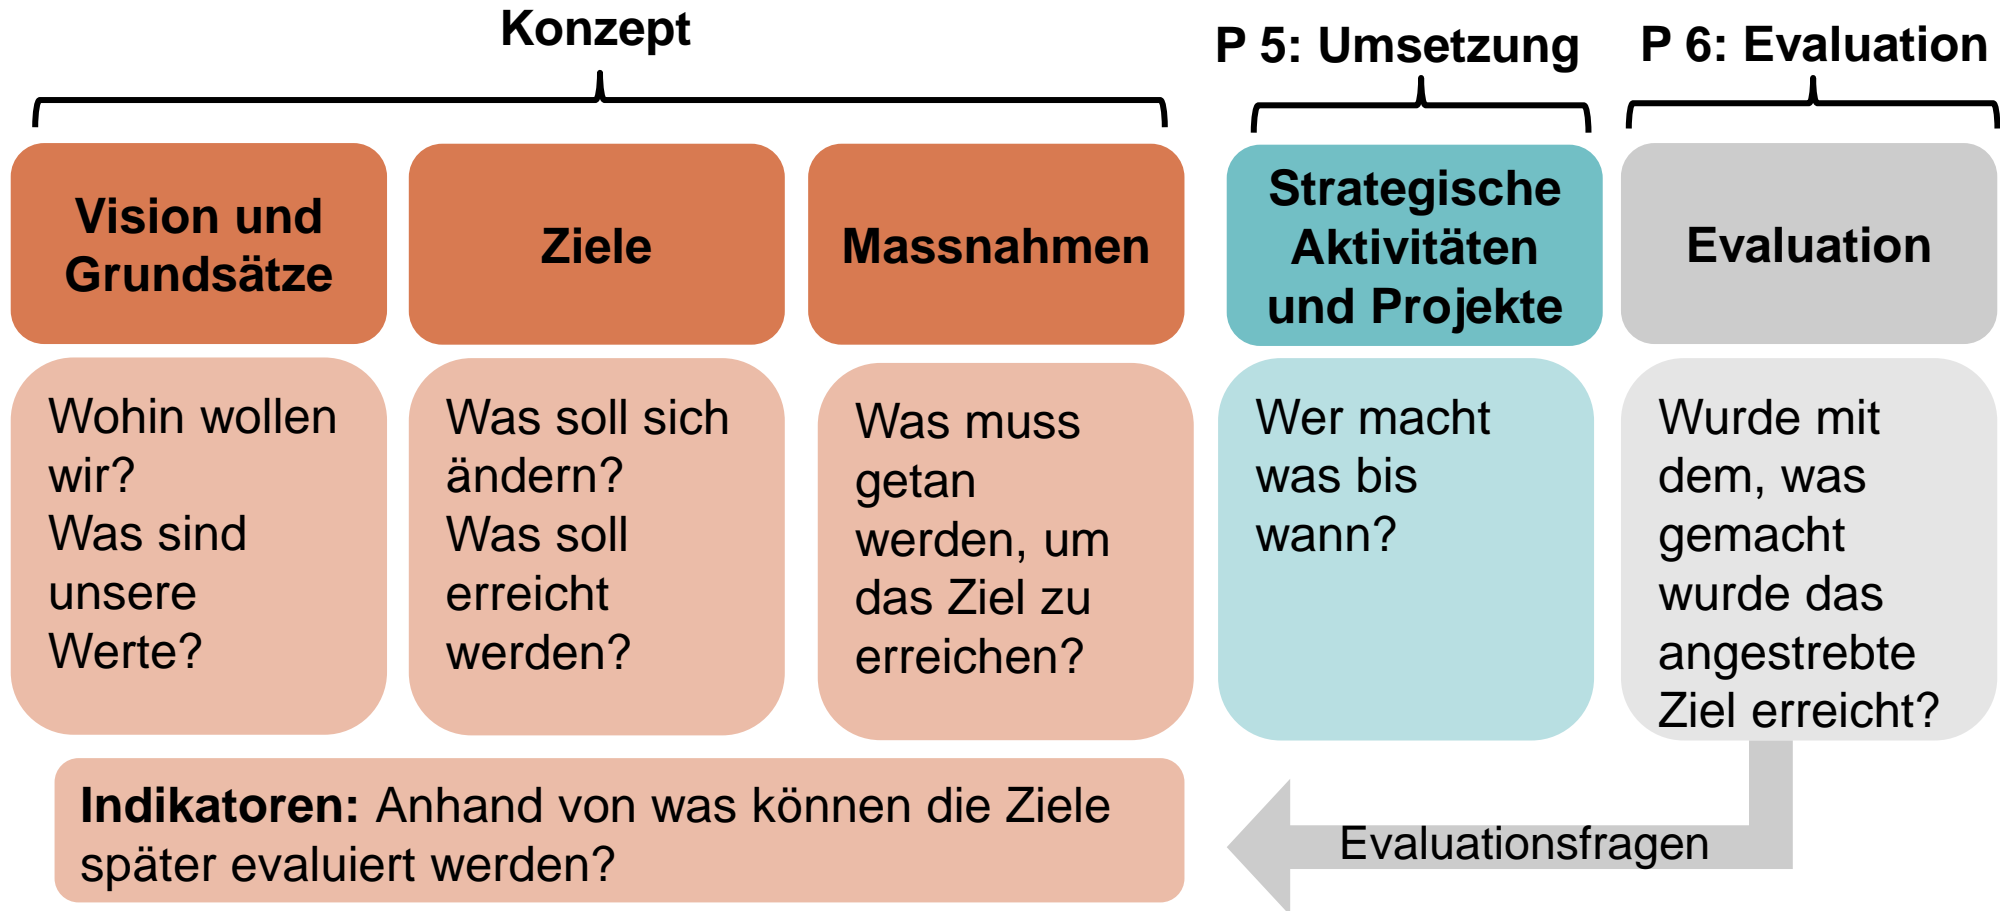 Konzept
P 5: Umsetzung
P 6: Evaluation
Vision und
Grundsätze
Ziele
Massnahmen
Strategische
Aktivitäten
und Projekte
Evaluation
Wohin wollen
wir?
Was sind
unsere
Werte?
Was soll sich
ändern?
Was soll
erreicht
werden?
Was muss
getan
werden, um
das Ziel zu
erreichen?
Wer macht
was bis
wann?
Wurde mit
dem, was
gemacht
wurde das
angestrebte
Ziel erreicht?
Indikatoren: Anhand von was können die Ziele
später evaluiert werden?
Evaluationsfragen